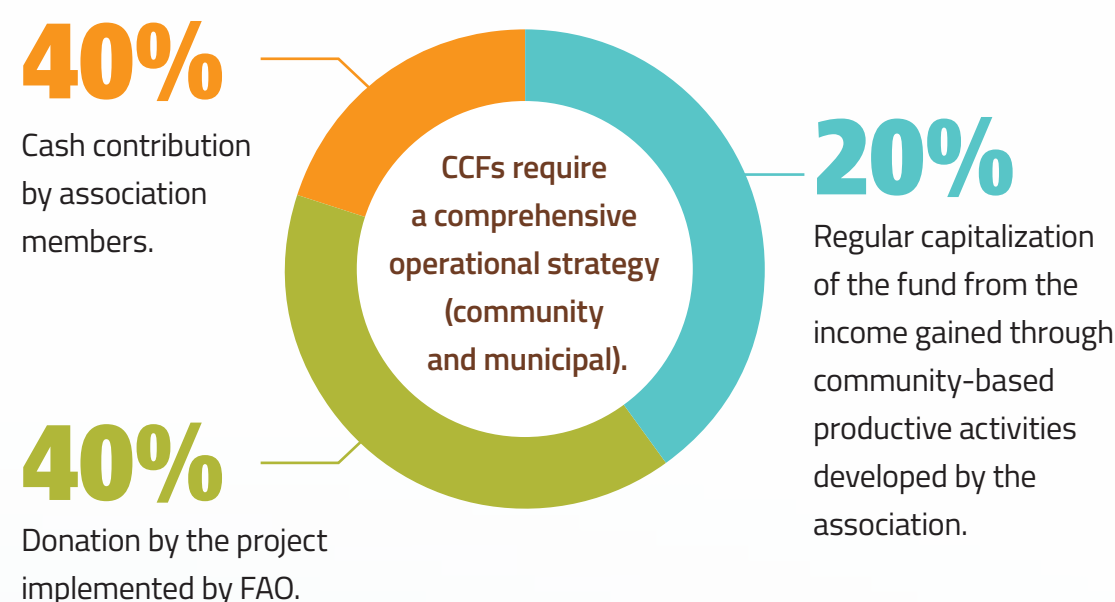 40%
Cash contribution
by association
members.
40%
Donation by the project
implemented by FAO.
CCFs require
a comprehensive
operational strategy
(community
and municipal).
20%
Regular capitalization
of the fund from the
income gained through
community-based
productive activities
developed by the
association.